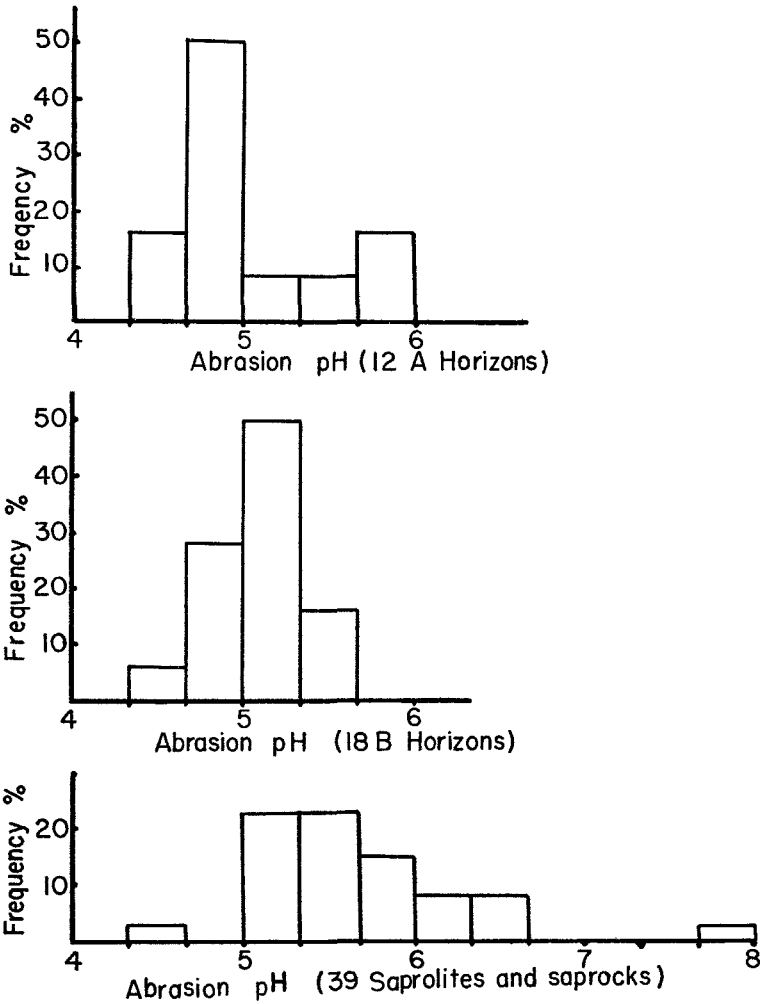 50
40
30
20
10
Freqency %
4 5 6
Abrasion pH (12 A Horizons)
50
40
30
20
10
Frequency %
4 5 6
Abrasion pH (18 B Horizons)
20
10
Frequency %
4 5 6 7 8
Abrasion pH (39 Saprolites and saprocks)